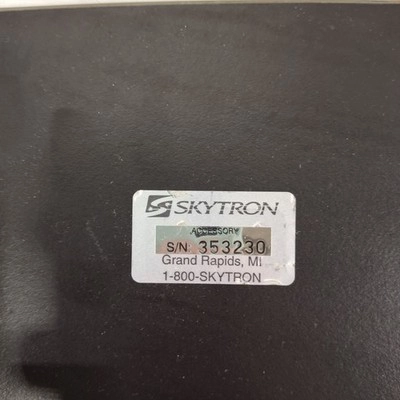 SKYTRON
ACCESSORY
S/N 353230
Grand Rapids, MI
1-800-SKYTRON